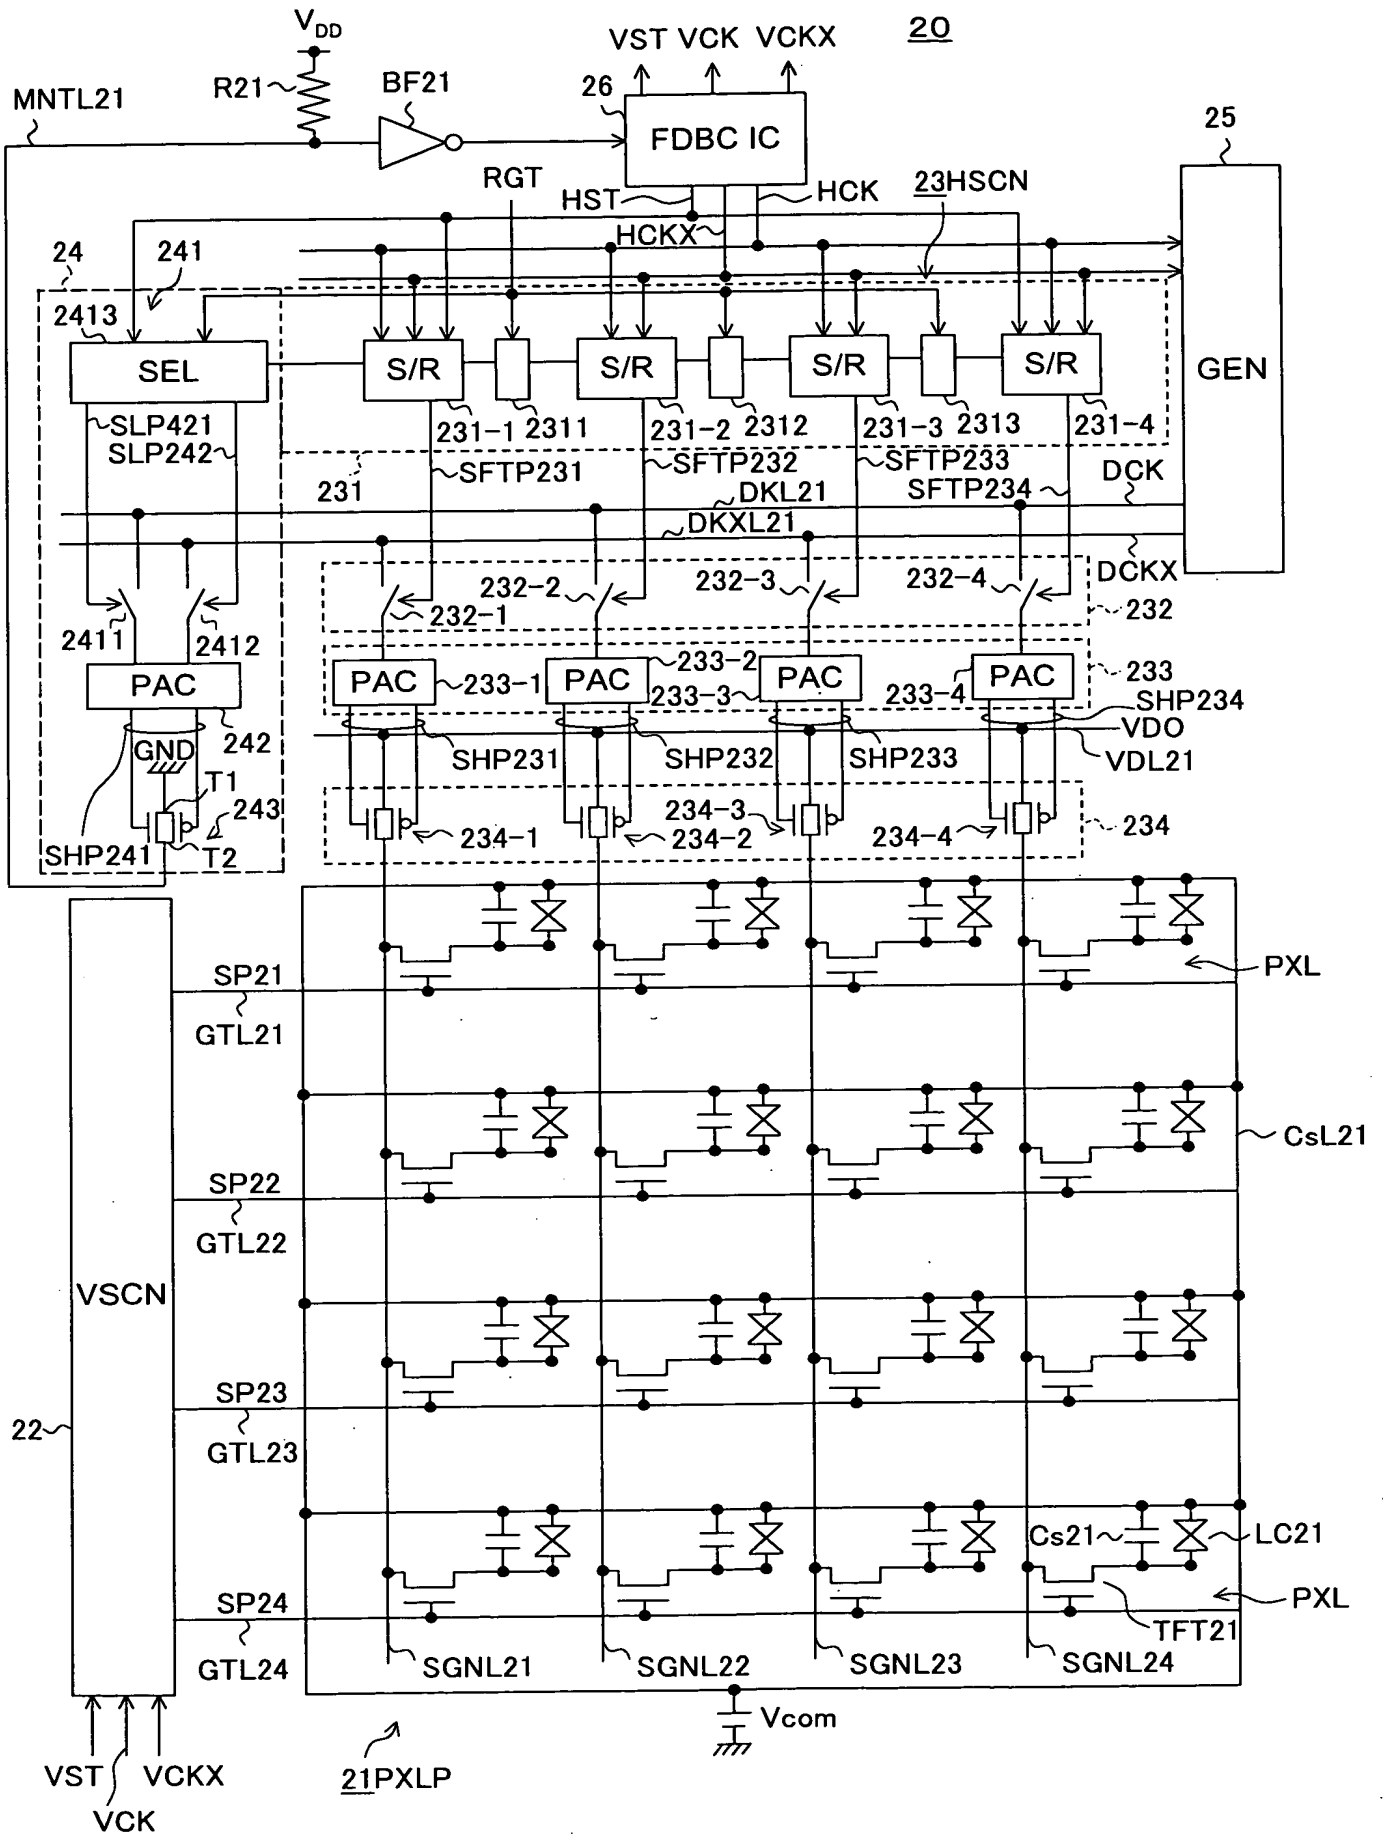 20
VDD
VST VCK VCKX
R21
BF21
26
MNTL21
FDBC IC
25
RGT
HST
HCK
23HSCN
HCKX
24
241
2413
SEL
S/R
S/R
S/R
S/R
GEN
SLP421
231-1
2311
231-2
2312
231-3
2313
231-4
SLP242
231
SFTP231
SFTP232
SFTP233
SFTP234
DCK
DKL21
DKXL21
DCKX
232-1
232-2
232-3
232-4
232
2411
2412
PAC
PAC
PAC
PAC
PAC
233-1
233-2
233-3
233-4
233
242
GND
SHP231
SHP232
SHP233
SHP234
VDO
VDL21
T1
243
SHP241
T2
234-1
234-2
234-3
234-4
234
SP21
GTL21
PXL
SP22
GTL22
CsL21
VSCN
22
SP23
GTL23
Cs21
LC21
SP24
GTL24
PXL
TFT21
SGNL21
SGNL22
SGNL23
SGNL24
Vcom
VST
VCK
VCKX
21PXLP